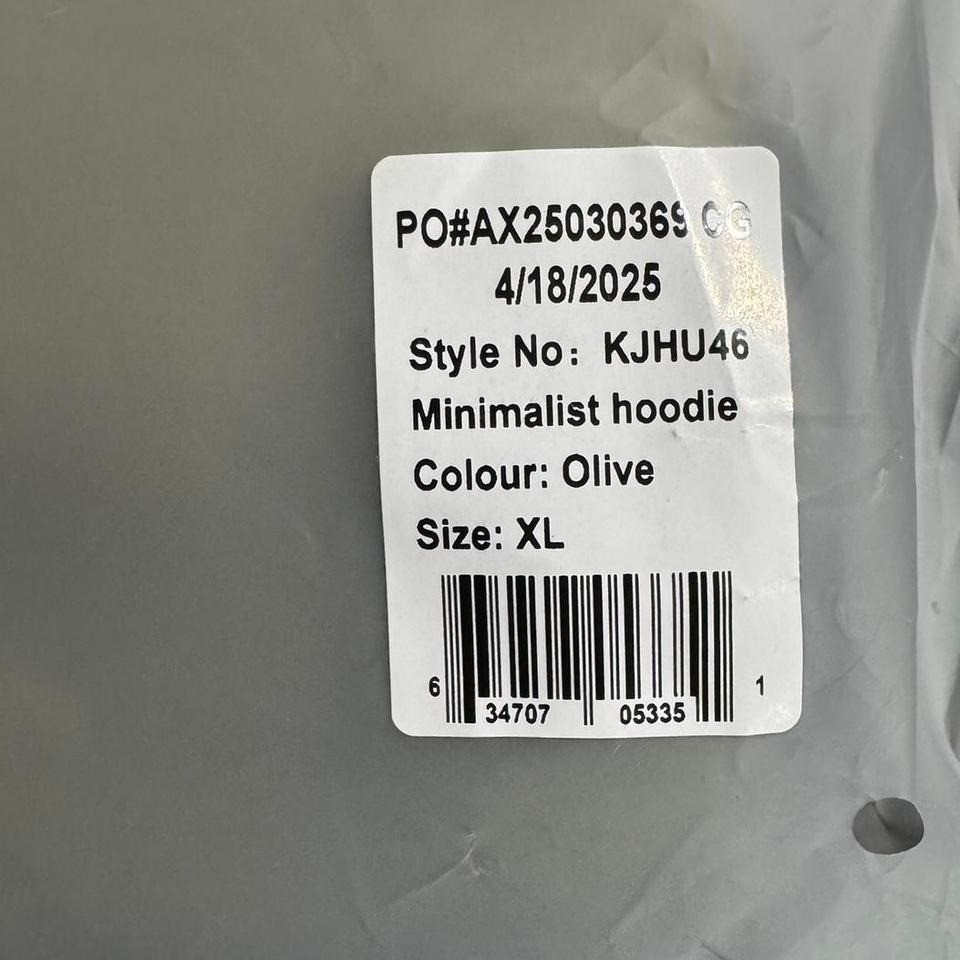 PO#AX25030369 CG
4/18/2025
Style No: KJHU46
Minimalist hoodie
Colour: Olive
Size: XL
6 34707 05335 1